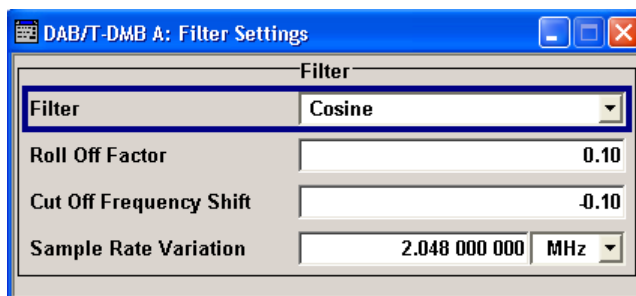 DAB/T-DMB A: Filter Settings
Filter
Filter Cosine
Roll Off Factor 0.10
Cut Off Frequency Shift -0.10
Sample Rate Variation 2.048 000 000 MHz